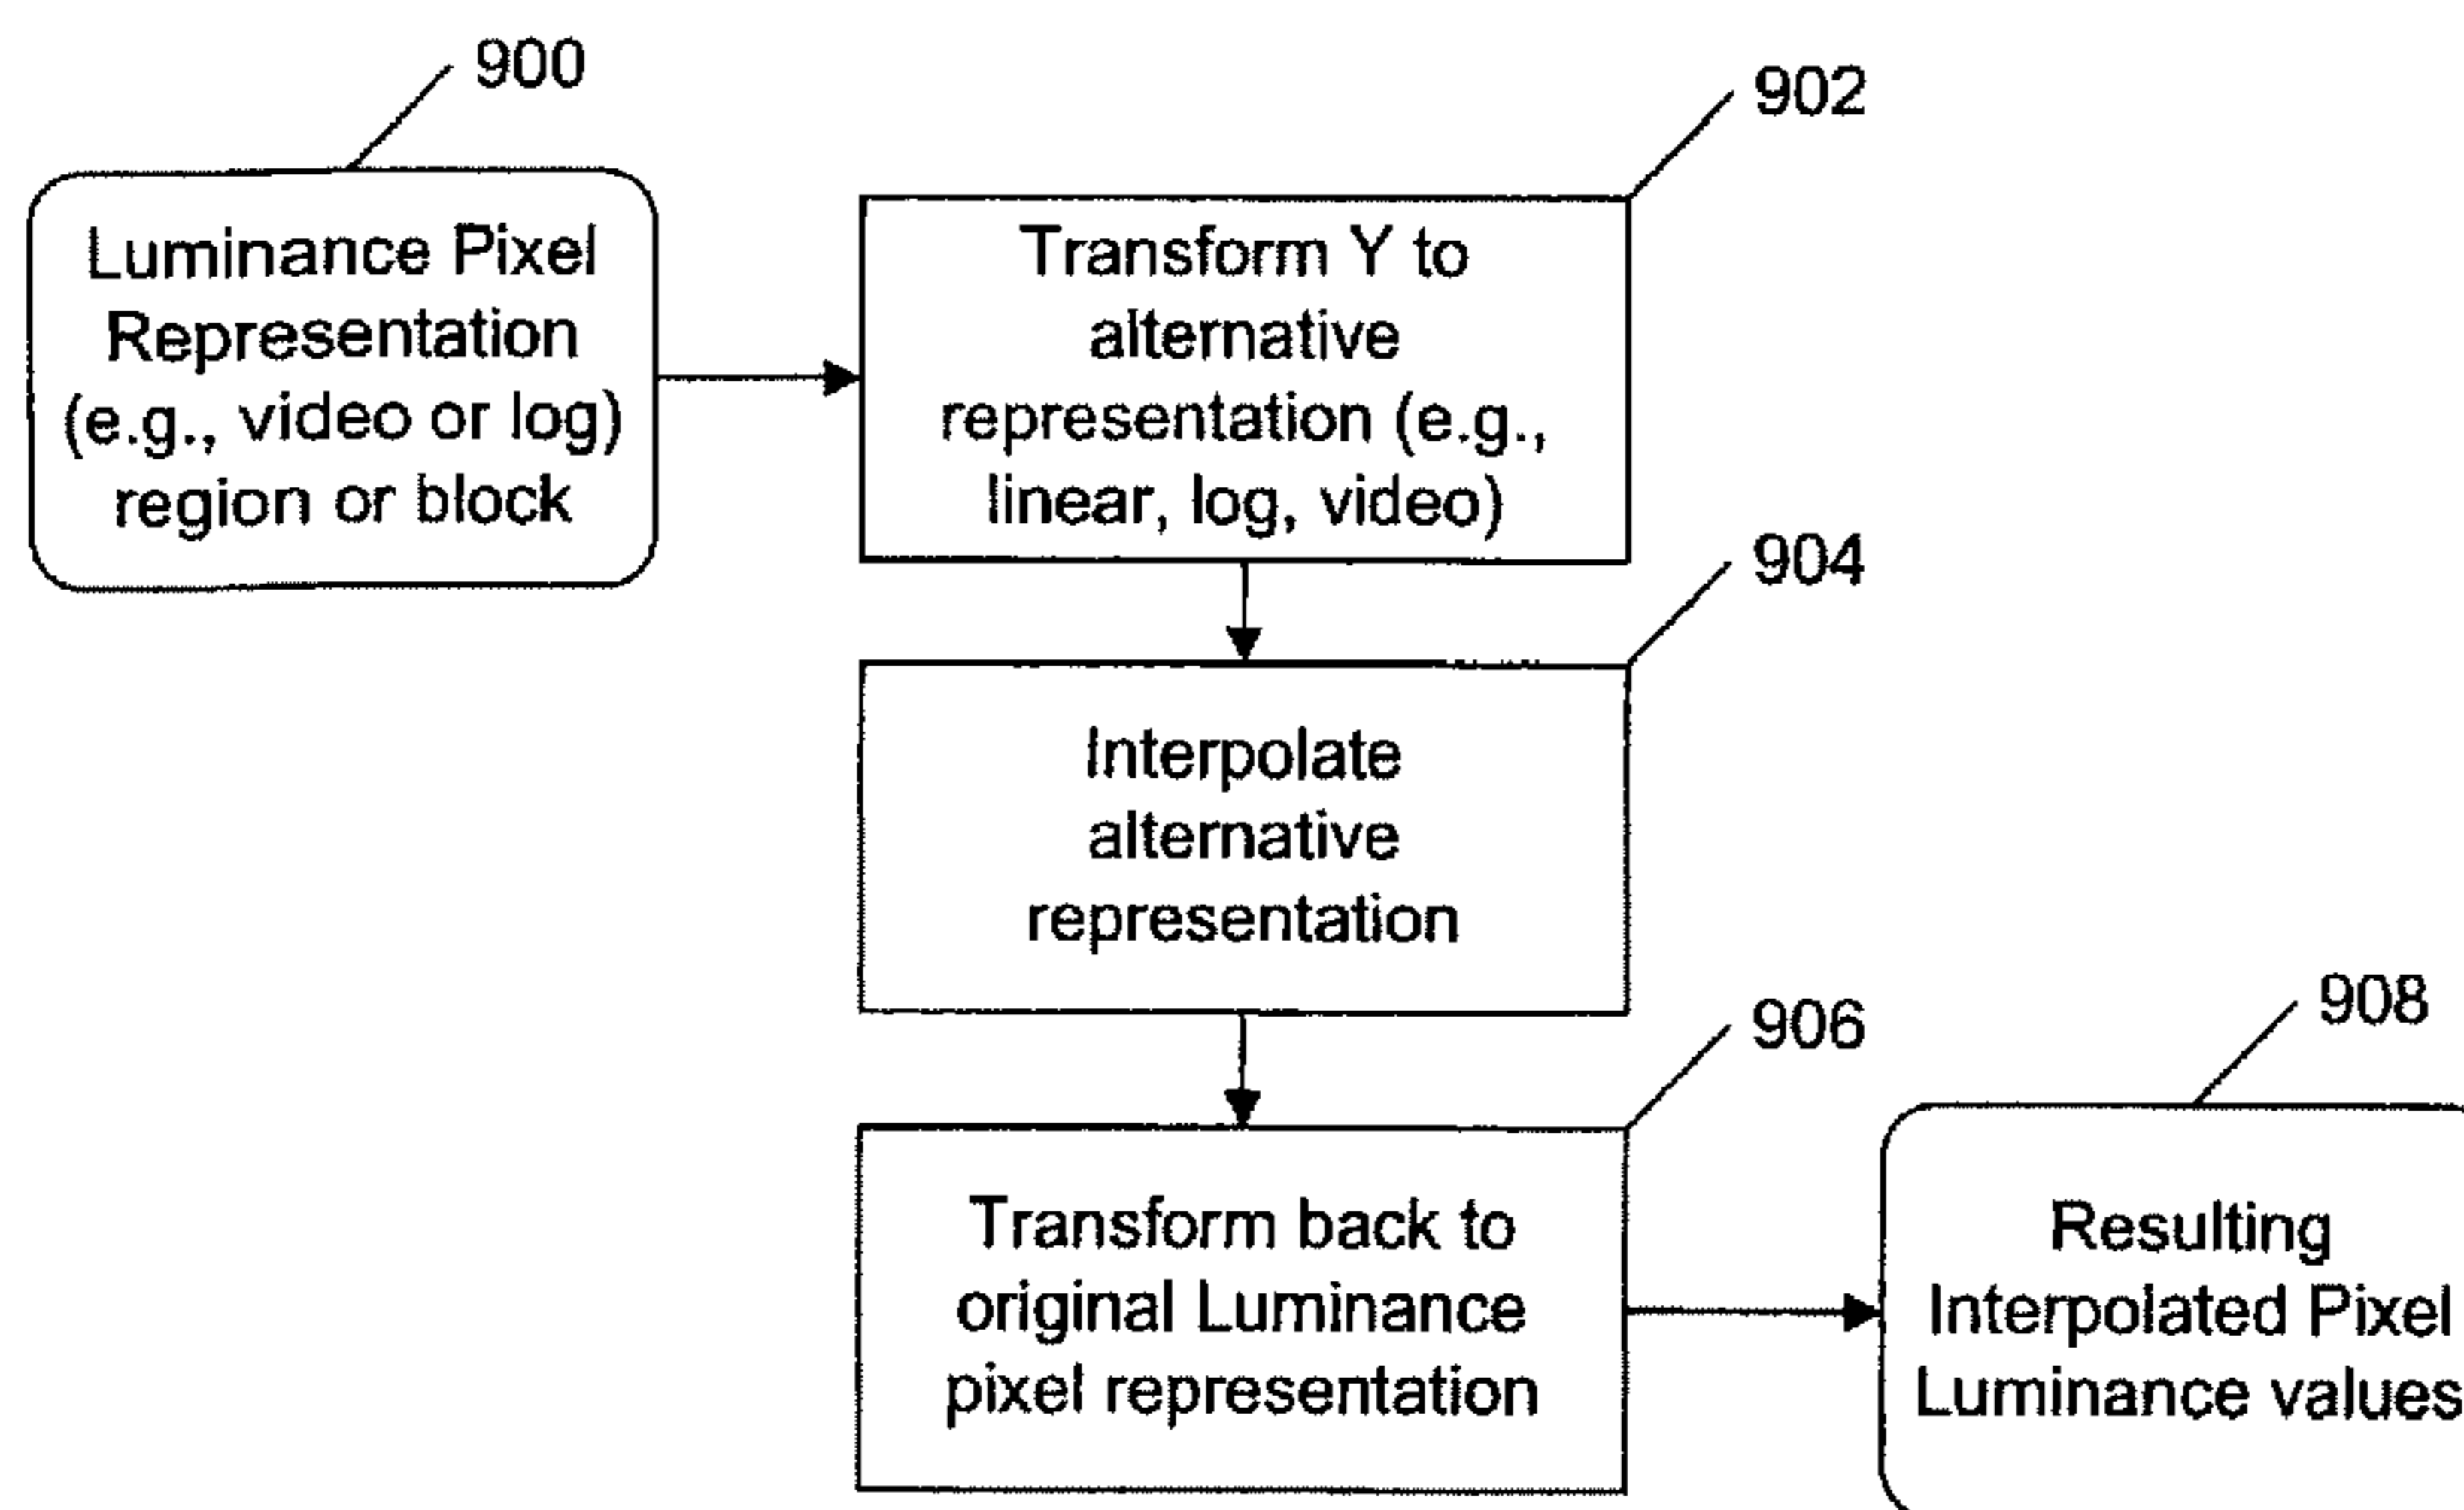 900
Luminance Pixel
Representation
(e.g., video or log)
region or block
902
Transform Y to
alternative
representation (e.g.,
linear, log, video)
904
Interpolate
alternative
representation
906
Transform back to
original Luminance
pixel representation
908
Resulting
Interpolated Pixel
Luminance values